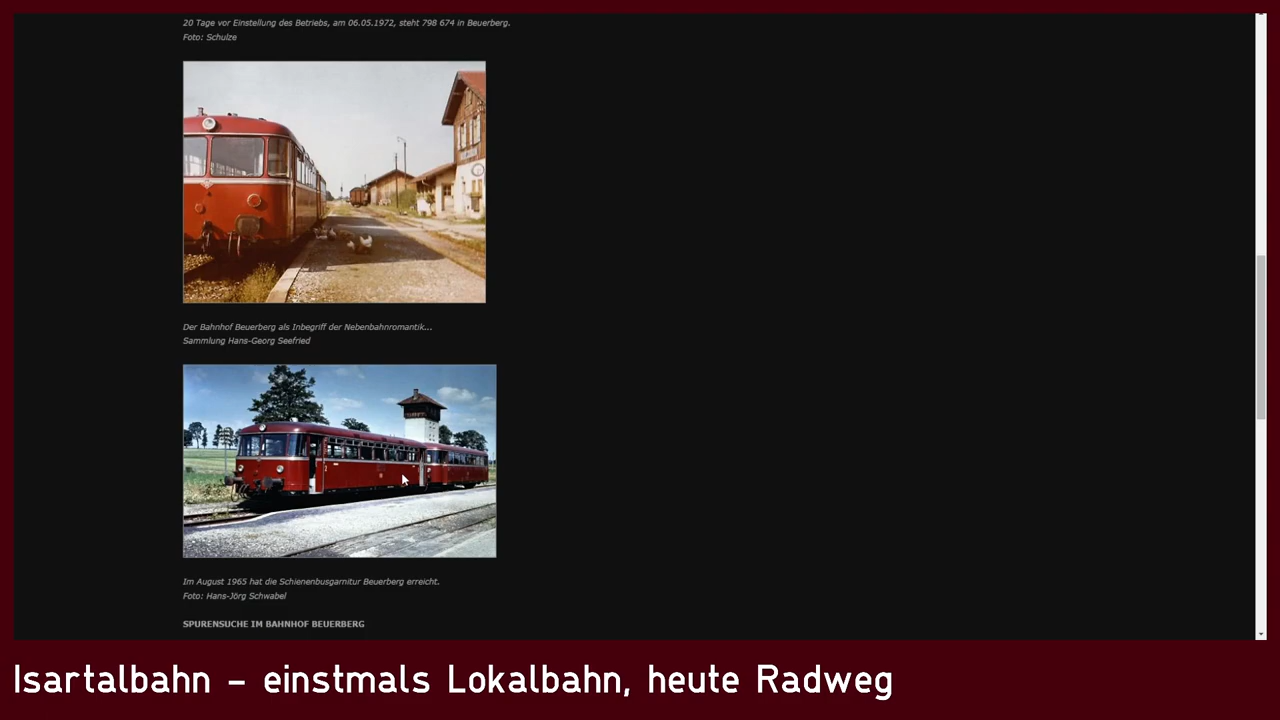 20 Tage vor Einstellung des Betriebs, am 06.05.1972, steht 798 674 in Beuerberg.
Foto: Schulze
Der Bahnhof Beuerberg als Inbegriff der Nebenbahnromantik...
Sammlung Hans-Georg Seefried
Im August 1965 hat die Schienenbusgarnitur Beuerberg erreicht.
Foto: Hans-Jörg Schwabel
SPURENSUCHE IM BAHNHOF BEUERBERG
Isartalbahn – einstmals Lokalbahn, heute Radweg